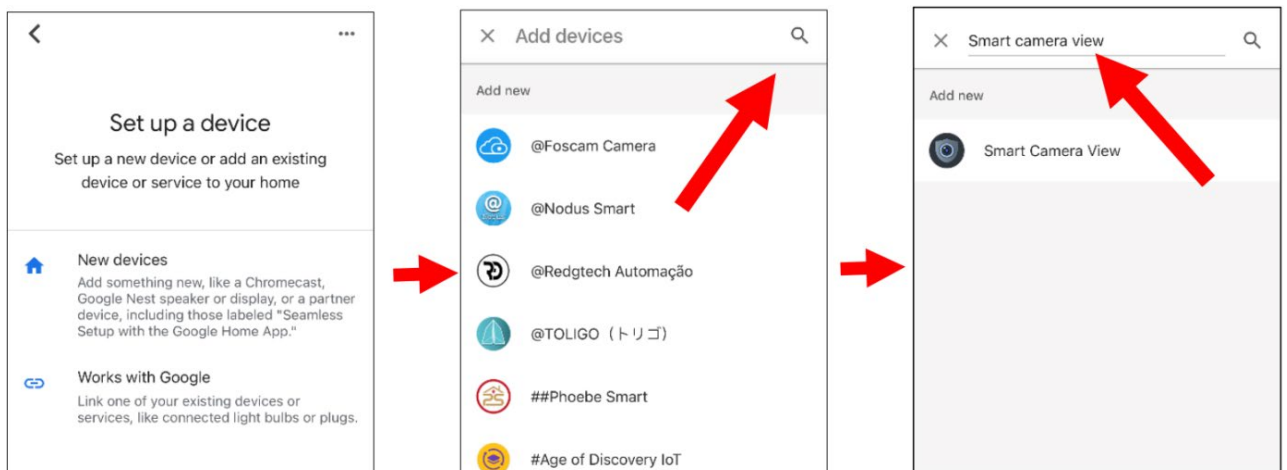 Set up a device
Set up a new device or add an existing
device or service to your home
New devices
Add something new, like a Chromecast,
Google Nest speaker or display, or a partner
device, including those labeled "Seamless
Setup with the Google Home App."
Works with Google
Link one of your existing devices or
services, like connected light bulbs or plugs.
Add devices
Add new
@Foscam Camera
@Nodus Smart
@Redgtech Automação
@TOLIGO（トリゴ）
##Phoebe Smart
#Age of Discovery IoT
Smart camera view
Add new
Smart Camera View